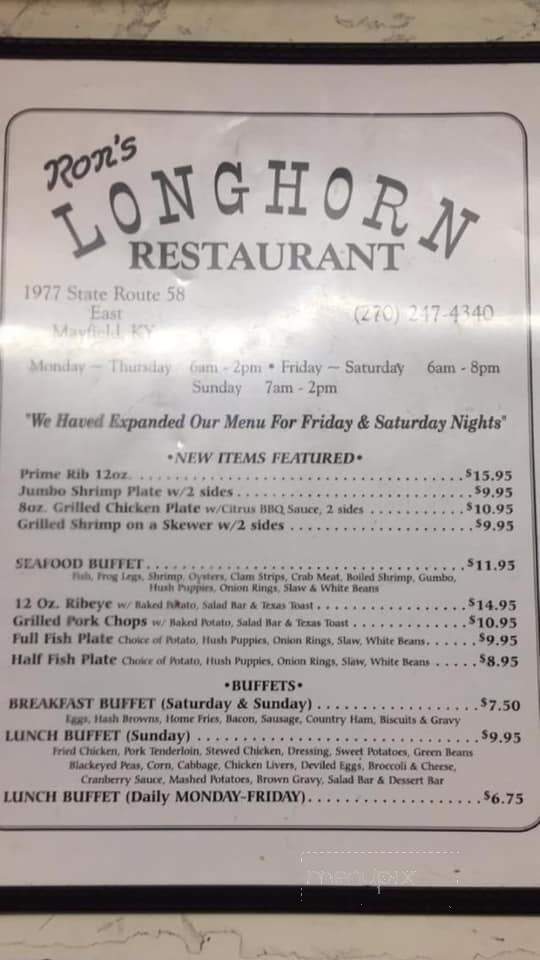 Ron's
LONGHORN
RESTAURANT
1977 State Route 58
East
Mayfield, KY
(270) 247-4340
Monday ~ Thursday 6am - 2pm • Friday ~ Saturday 6am - 8pm
Sunday 7am - 2pm
"We Haved Expanded Our Menu For Friday & Saturday Nights"
•NEW ITEMS FEATURED•
Prime Rib 12oz. . . . . . . . . . . . . . . . . . . . . . . . . . . . . . . . . $15.95
Jumbo Shrimp Plate w/2 sides . . . . . . . . . . . . . . . . . . . . . . . . $9.95
8oz. Grilled Chicken Plate w/Citrus BBQ Sauce, 2 sides . . . . . . . . . . $10.95
Grilled Shrimp on a Skewer w/2 sides . . . . . . . . . . . . . . . . . . . $9.95
SEAFOOD BUFFET . . . . . . . . . . . . . . . . . . . . . . . . . . . . . . . . $11.95
Fish, Frog Legs, Shrimp, Oysters, Clam Strips, Crab Meat, Boiled Shrimp, Gumbo,
Hush Puppies, Onion Rings, Slaw & White Beans
12 Oz. Ribeye w/ Baked Potato, Salad Bar & Texas Toast . . . . . . . . . . . . . . $14.95
Grilled Pork Chops w/ Baked Potato, Salad Bar & Texas Toast . . . . . . . . . . . $10.95
Full Fish Plate Choice of Potato, Hush Puppies, Onion Rings, Slaw, White Beans. . . . . . $9.95
Half Fish Plate Choice of Potato, Hush Puppies, Onion Rings, Slaw, White Beans . . . . . $8.95
•BUFFETS•
BREAKFAST BUFFET (Saturday & Sunday) . . . . . . . . . . . . . . . . . $7.50
Eggs, Hash Browns, Home Fries, Bacon, Sausage, Country Ham, Biscuits & Gravy
LUNCH BUFFET (Sunday) . . . . . . . . . . . . . . . . . . . . . . . . . . . . . $9.95
Fried Chicken, Pork Tenderloin, Stewed Chicken, Dressing, Sweet Potatoes, Green Beans
Blackeyed Peas, Corn, Cabbage, Chicken Livers, Deviled Eggs, Broccoli & Cheese,
Cranberry Sauce, Mashed Potatoes, Brown Gravy, Salad Bar & Dessert Bar
LUNCH BUFFET (Daily MONDAY-FRIDAY). . . . . . . . . . . . . . . . . . . $6.75
menupix